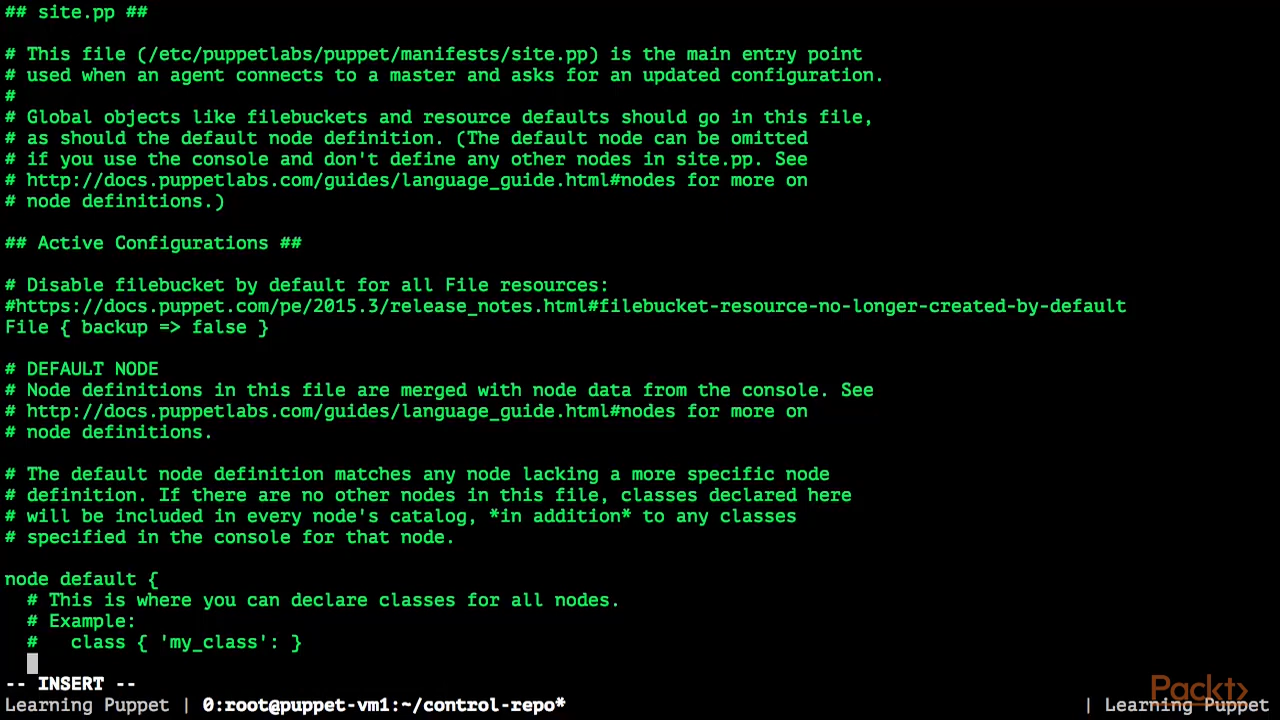 ## site.pp ##
# This file (/etc/puppetlabs/puppet/manifests/site.pp) is the main entry point
# used when an agent connects to a master and asks for an updated configuration.
#
# Global objects like filebuckets and resource defaults should go in this file,
# as should the default node definition. (The default node can be omitted
# if you use the console and don't define any other nodes in site.pp. See
# http://docs.puppetlabs.com/guides/language_guide.html#nodes for more on
# node definitions.)
## Active Configurations ##
# Disable filebucket by default for all File resources:
#https://docs.puppet.com/pe/2015.3/release_notes.html#filebucket-resource-no-longer-created-by-default
File { backup => false }
# DEFAULT NODE
# Node definitions in this file are merged with node data from the console. See
# http://docs.puppetlabs.com/guides/language_guide.html#nodes for more on
# node definitions.
# The default node definition matches any node lacking a more specific node
# definition. If there are no other nodes in this file, classes declared here
# will be included in every node's catalog, *in addition* to any classes
# specified in the console for that node.
node default {
  # This is where you can declare classes for all nodes.
  # Example:
  #   class { 'my_class': }
-- INSERT --
Learning Puppet | 0:root@puppet-vm1:~/control-repo* | Learning Puppet
Packt>